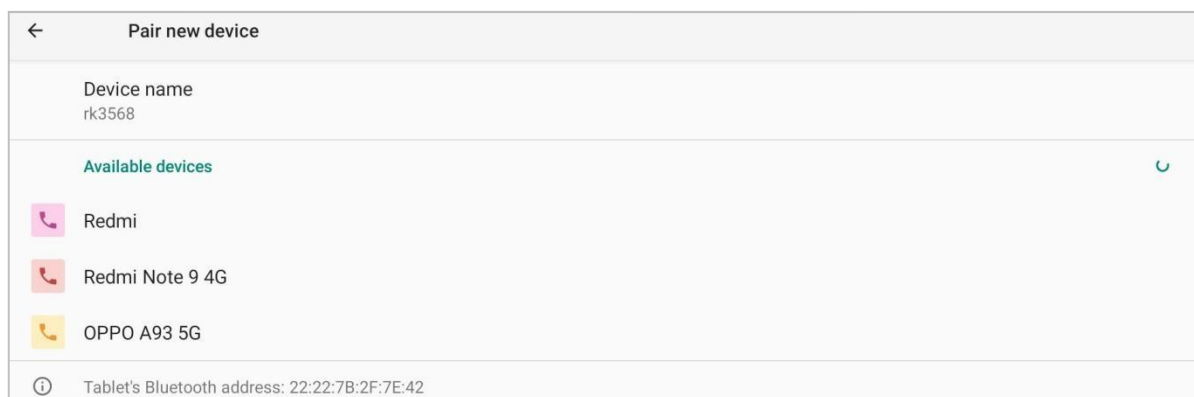 Pair new device
Device name
rk3568
Available devices
Redmi
Redmi Note 9 4G
OPPO A93 5G
Tablet's Bluetooth address: 22:22:7B:2F:7E:42